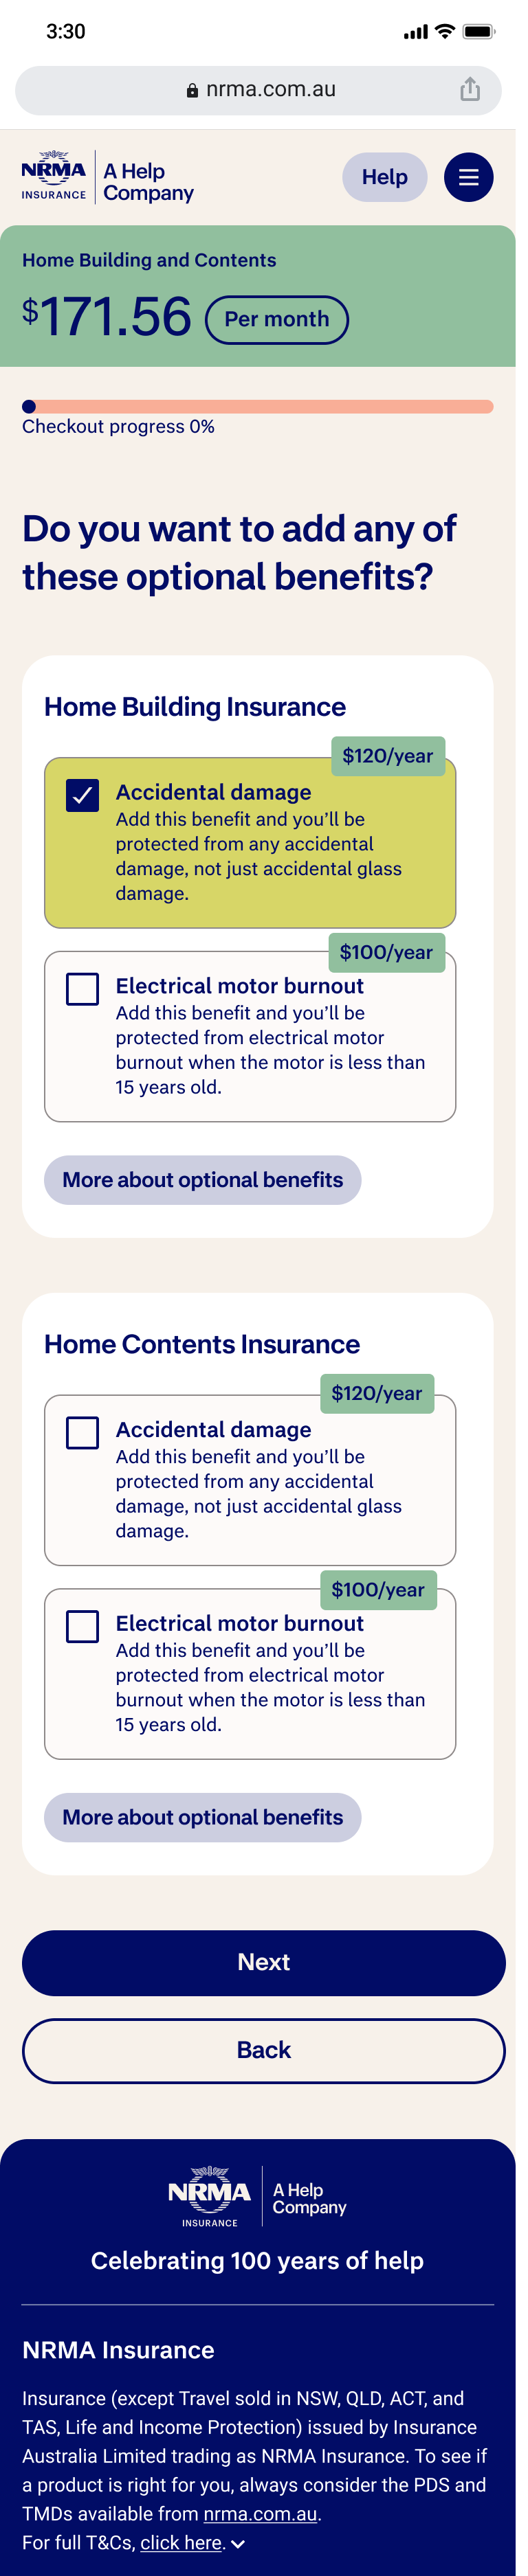 3:30
nrma.com.au
NRMA
INSURANCE
A Help
Company
Help
Home Building and Contents
$171.56
Per month
Checkout progress 0%
Do you want to add any of
these optional benefits?
Home Building Insurance
$120/year
Accidental damage
Add this benefit and you’ll be
protected from any accidental
damage, not just accidental glass
damage.
$100/year
Electrical motor burnout
Add this benefit and you’ll be
protected from electrical motor
burnout when the motor is less than
15 years old.
More about optional benefits
Home Contents Insurance
$120/year
Accidental damage
Add this benefit and you’ll be
protected from any accidental
damage, not just accidental glass
damage.
$100/year
Electrical motor burnout
Add this benefit and you’ll be
protected from electrical motor
burnout when the motor is less than
15 years old.
More about optional benefits
Next
Back
NRMA
INSURANCE
A Help
Company
Celebrating 100 years of help
NRMA Insurance
Insurance (except Travel sold in NSW, QLD, ACT, and
TAS, Life and Income Protection) issued by Insurance
Australia Limited trading as NRMA Insurance. To see if
a product is right for you, always consider the PDS and
TMDs available from nrma.com.au.
For full T&Cs, click here.